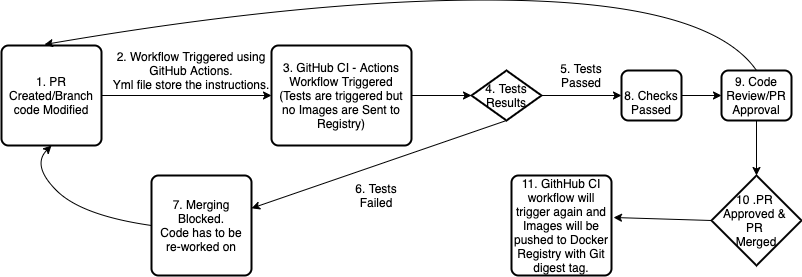 1. PR
Created/Branch
code Modified
2. Workflow Triggered using
GitHub Actions.
Yml file store the instructions.
3. GitHub CI - Actions
Workflow Triggered
(Tests are triggered but
no Images are Sent to
Registry)
4. Tests
Results
5. Tests
Passed
8. Checks
Passed
9. Code
Review/PR
Approval
6. Tests
Failed
7. Merging
Blocked.
Code has to be
re-worked on
10 .PR
Approved &
PR
Merged
11. GithHub CI
workflow will
trigger again and
Images will be
pushed to Docker
Registry with Git
digest tag.